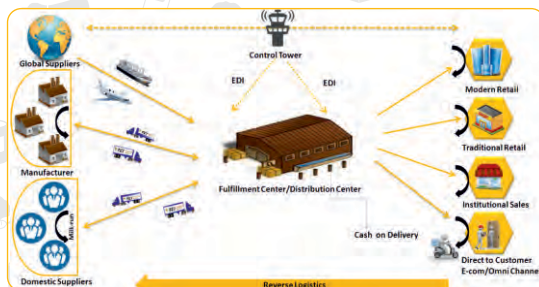 Control Tower
Global Suppliers
EDI
EDI
Modern Retail
Manufacturer
Traditional Retail
Fulfillment Center/Distribution Center
Institutional Sales
Milk-run
Cash on Delivery
Domestic Suppliers
Direct to Customer
E-com/Omni Channel
Reverse Logistics